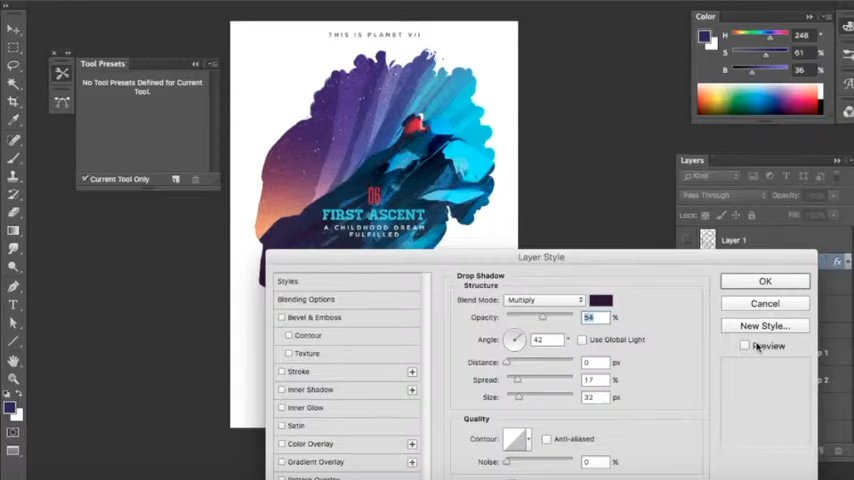 Color
H
248 °
S
61 %
B
36 %
Tool Presets
No Tool Presets Defined for Current
Tool.
Current Tool Only
THIS IS PLANET VII
06
FIRST ASCENT
A CHILDHOOD DREAM
FULFILLED
Layers
Kind
Pass Through
Opacity:
Lock:
Fill:
Layer 1
fx
Layer Style
Styles
Blending Options
Bevel & Emboss
Contour
Texture
Stroke
Inner Shadow
Inner Glow
Satin
Color Overlay
Gradient Overlay
Drop Shadow
Structure
Blend Mode: Multiply
Opacity: 54 %
Angle: 42 ° Use Global Light
Distance: 0 px
Spread: 17 %
Size: 32 px
Quality
Contour: Anti-aliased
Noise: 0 %
OK
Cancel
New Style...
Preview